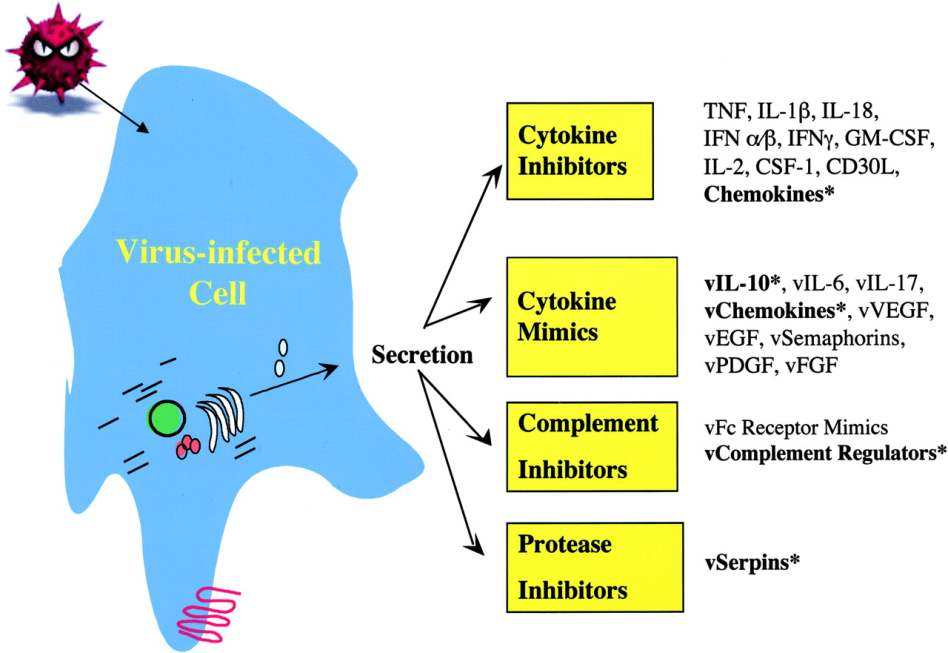 Virus-infected
Cell
Secretion
Cytokine
Inhibitors
TNF, IL-1β, IL-18,
IFN α/β, IFNγ, GM-CSF,
IL-2, CSF-1, CD30L,
Chemokines*
Cytokine
Mimics
vIL-10*, vIL-6, vIL-17,
vChemokines*, vVEGF,
vEGF, vSemaphorins,
vPDGF, vFGF
Complement
Inhibitors
vFc Receptor Mimics
vComplement Regulators*
Protease
Inhibitors
vSerpins*